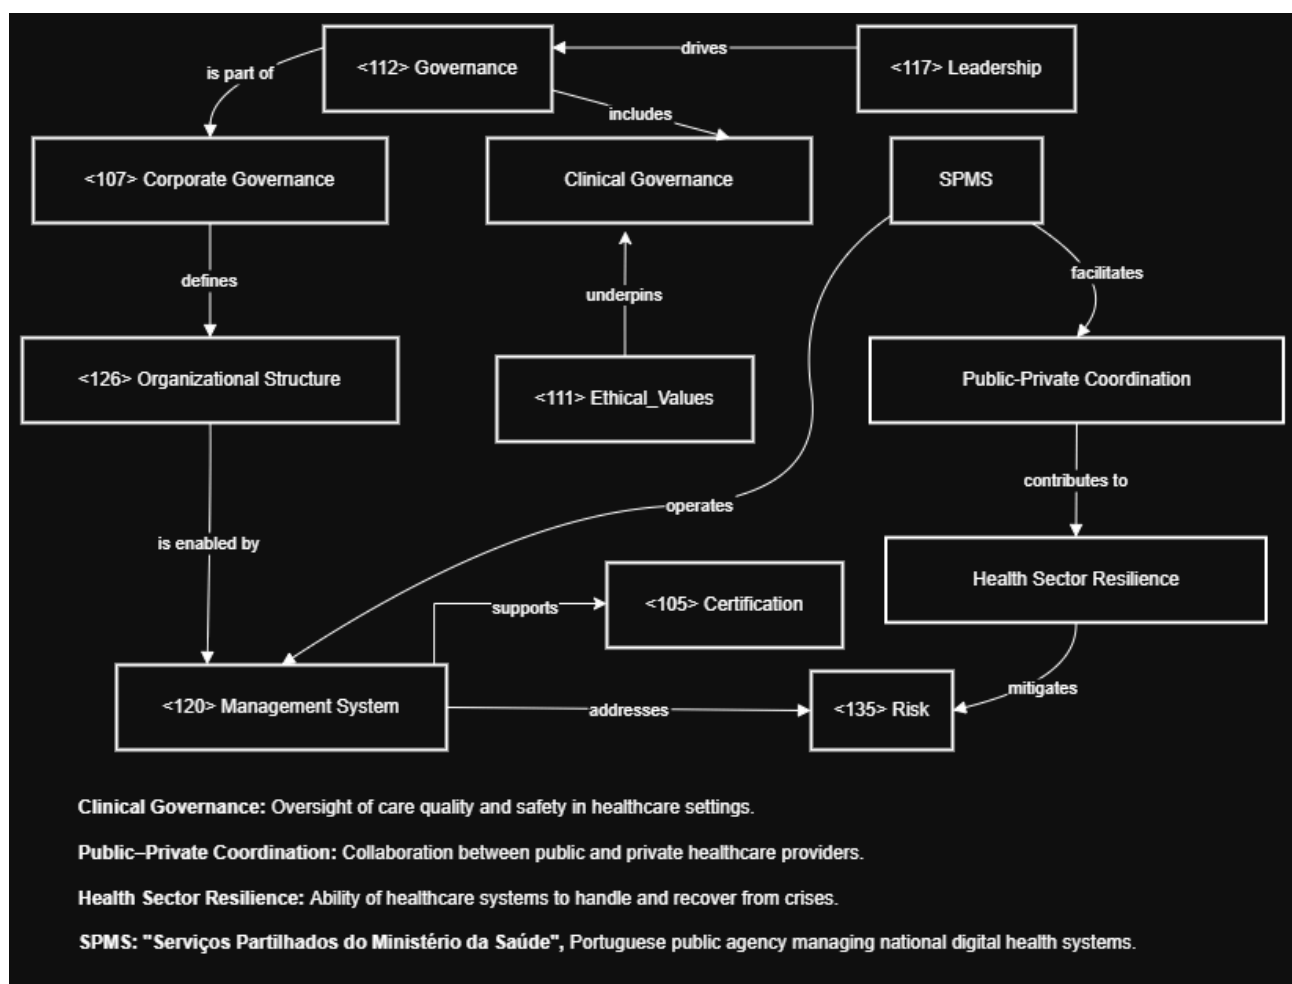 <112> Governance
drives
<117> Leadership
is part of
includes
<107> Corporate Governance
Clinical Governance
SPMS
defines
underpins
facilitates
<126> Organizational Structure
<111> Ethical_Values
Public-Private Coordination
contributes to
operates
is enabled by
Health Sector Resilience
supports
<105> Certification
mitigates
<120> Management System
addresses
<135> Risk
Clinical Governance: Oversight of care quality and safety in healthcare settings.
Public–Private Coordination: Collaboration between public and private healthcare providers.
Health Sector Resilience: Ability of healthcare systems to handle and recover from crises.
SPMS: "Serviços Partilhados do Ministério da Saúde", Portuguese public agency managing national digital health systems.